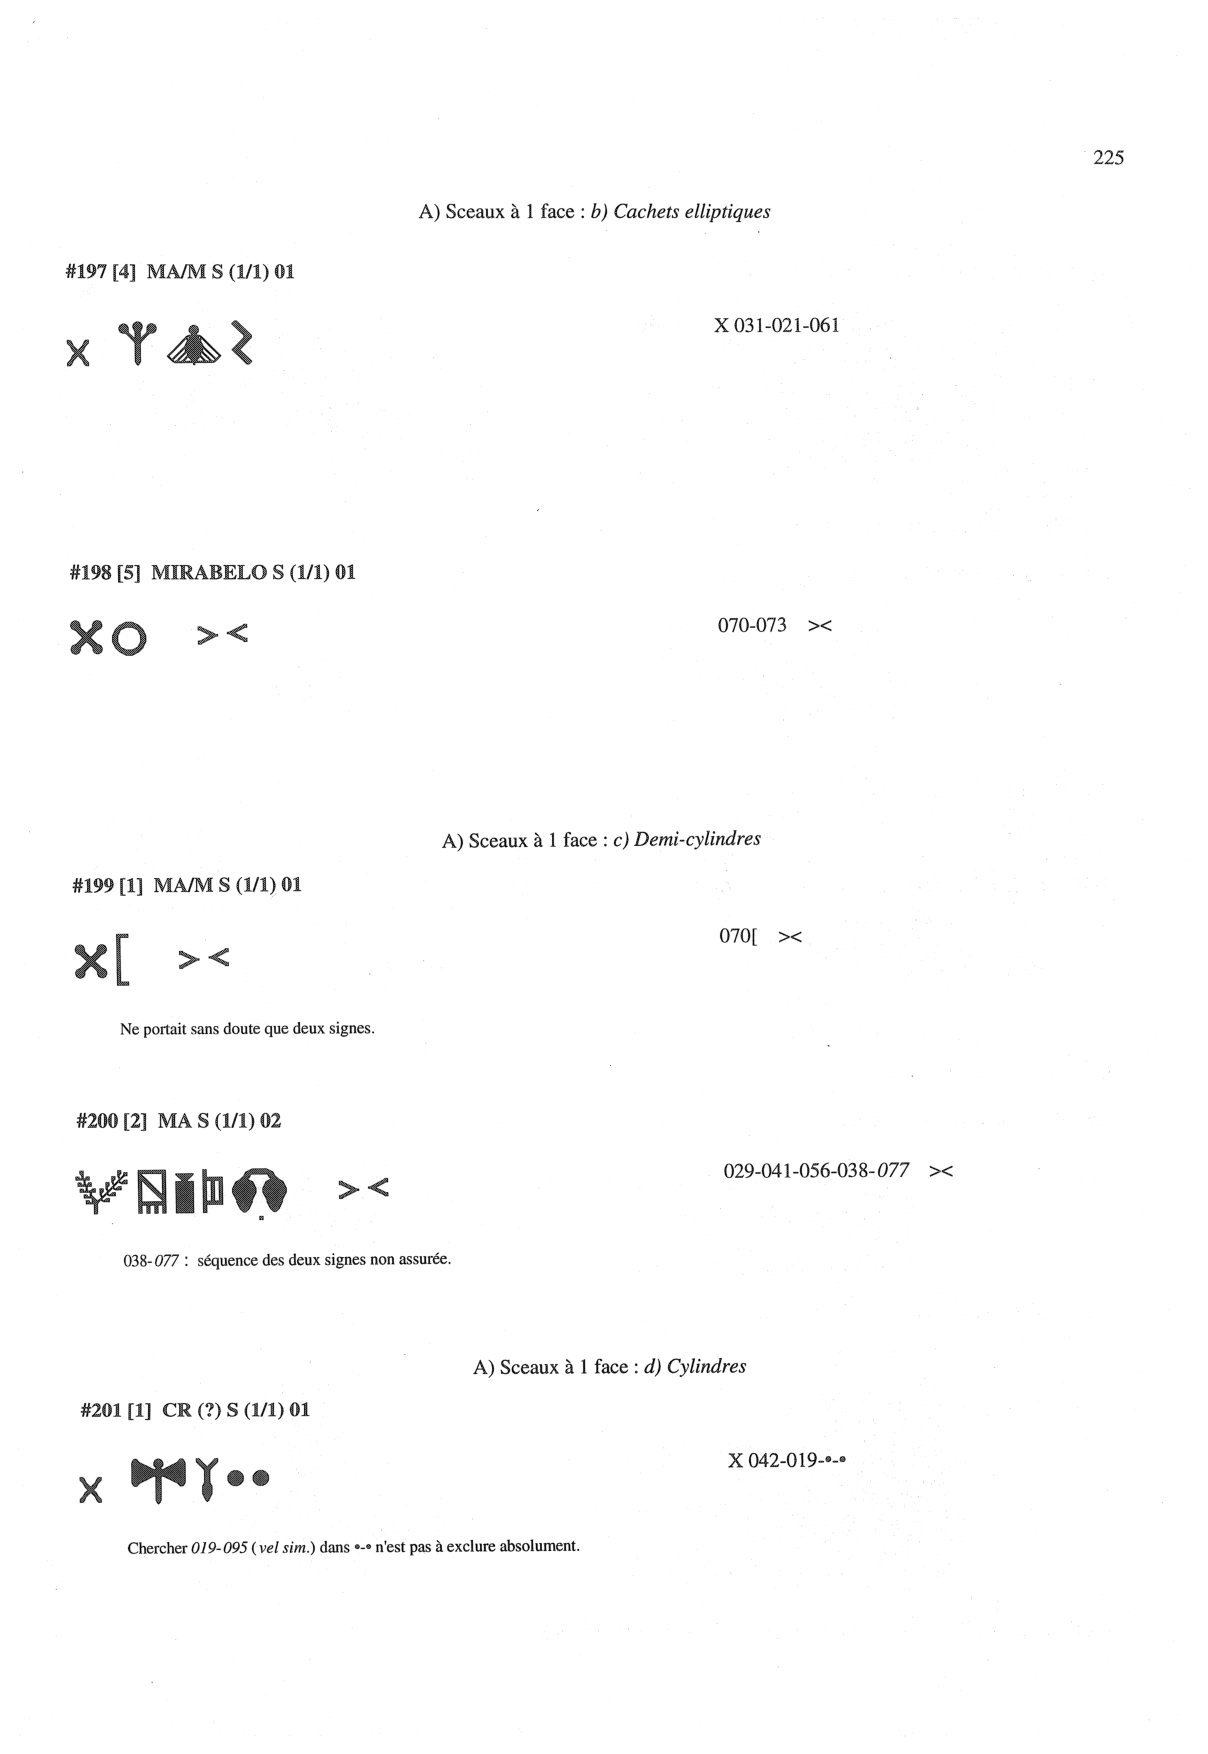 225
A) Sceaux à 1 face : b) Cachets elliptiques
#197 [4] MA/M S (1/1) 01
X 031-021-061
#198 [5] MIRABELO S (1/1) 01
070-073 ><
A) Sceaux à 1 face : c) Demi-cylindres
#199 [1] MA/M S (1/1) 01
070[ ><
Ne portait sans doute que deux signes.
#200 [2] MA S (1/1) 02
029-041-056-038-077 ><
038-077 : séquence des deux signes non assurée.
A) Sceaux à 1 face : d) Cylindres
#201 [1] CR (?) S (1/1) 01
X 042-019-•-•
Chercher 019-095 (vel sim.) dans •-• n'est pas à exclure absolument.